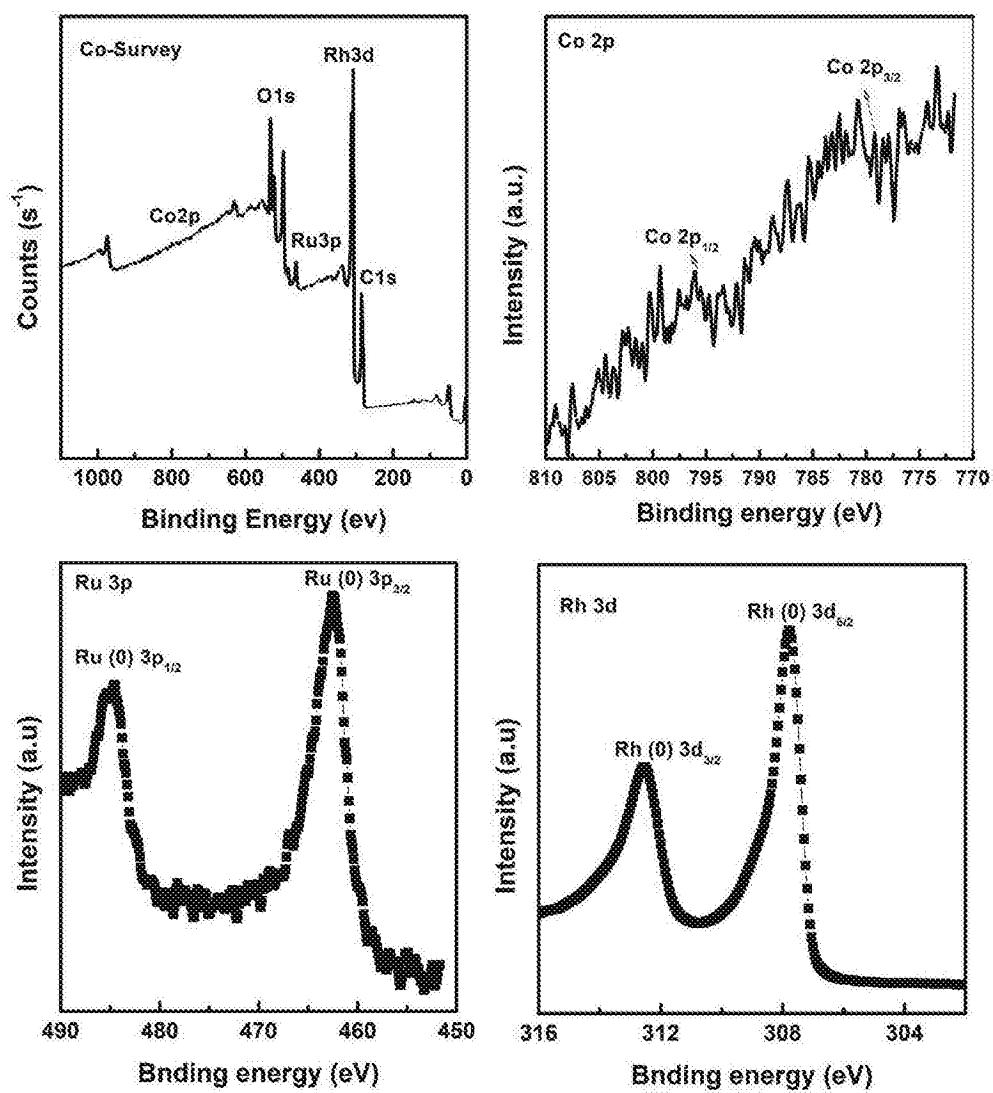 Co-Survey
Rh3d
O1s
Co2p
Ru3p
C1s
Counts (s⁻¹)
1000 800 600 400 200 0
Binding Energy (ev)
Co 2p
Co 2p₃/₂
Co 2p₁/₂
Intensity (a.u.)
810 805 800 795 790 785 780 775 770
Binding energy (eV)
Ru 3p
Ru (0) 3p₃/₂
Ru (0) 3p₁/₂
Intensity (a.u)
490 480 470 460 450
Bnding energy (eV)
Rh 3d
Rh (0) 3d₅/₂
Rh (0) 3d₃/₂
Intensity (a.u)
316 312 308 304
Bnding energy (eV)